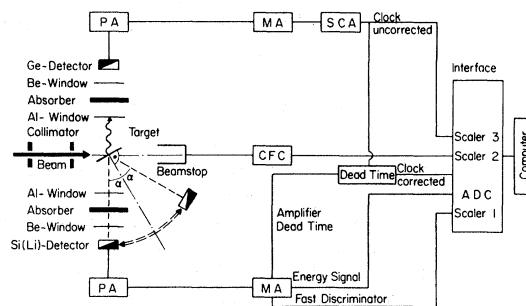 PA
MA
SCA
Clock
uncorrected
Ge-Detector
Be-Window
Absorber
Al-Window
Collimator
Target
Beam
Beamstop
α
α
Al-Window
Absorber
Be-Window
Si(Li)-Detector
PA
CFC
Dead Time
Clock
corrected
Amplifier
Dead Time
MA
Energy Signal
Fast Discriminator
Interface
Scaler 3
Scaler 2
ADC
Scaler 1
Computer